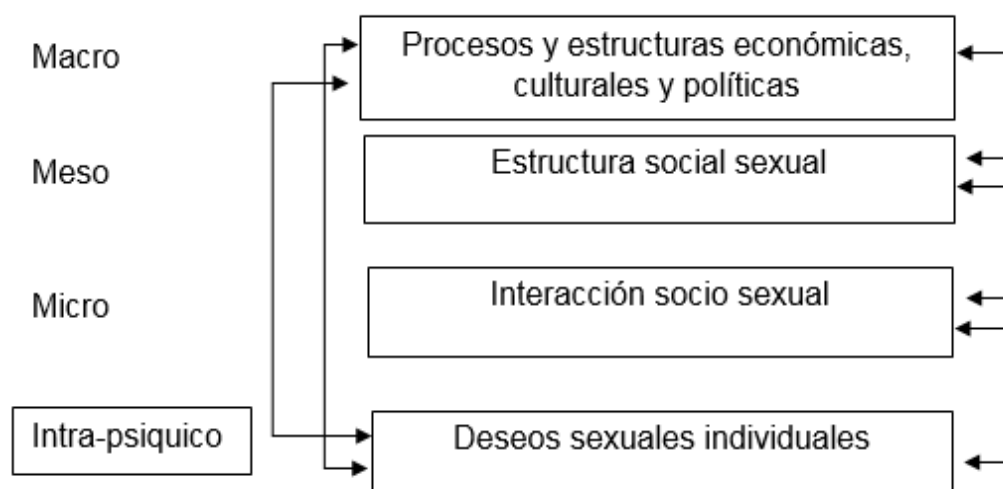 Macro
Procesos y estructuras económicas,
culturales y políticas
Meso
Estructura social sexual
Micro
Interacción socio sexual
Intra-psiquico
Deseos sexuales individuales